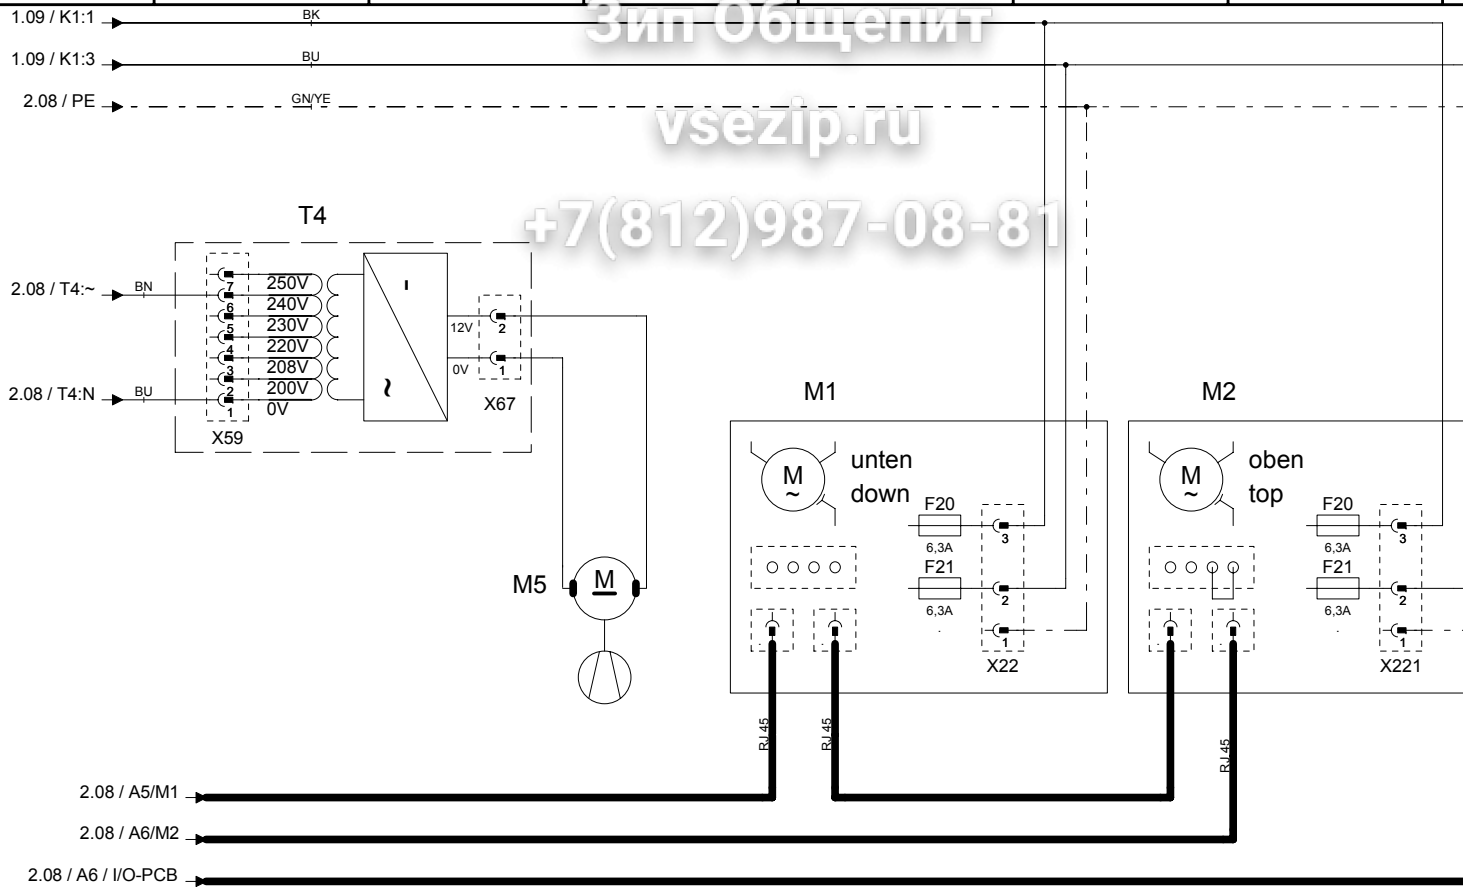 1.09 / K1:1
BK
Зип Общепит
1.09 / K1:3
BU
2.08 / PE
GN/YE
vsezip.ru
+7(812)987-08-81
T4
2.08 / T4:~
BN
7
250V
6
240V
5
230V
4
220V
3
208V
2
200V
1
0V
2.08 / T4:N
BU
X59
12V
2
0V
1
X67
M1
M2
M
~
unten
down
F20
6,3A
F21
6,3A
3
2
1
X22
M
~
oben
top
F20
6,3A
F21
6,3A
3
2
1
X221
M5
M
RJ 45
RJ 45
RJ 45
2.08 / A5/M1
2.08 / A6/M2
2.08 / A6 / I/O-PCB